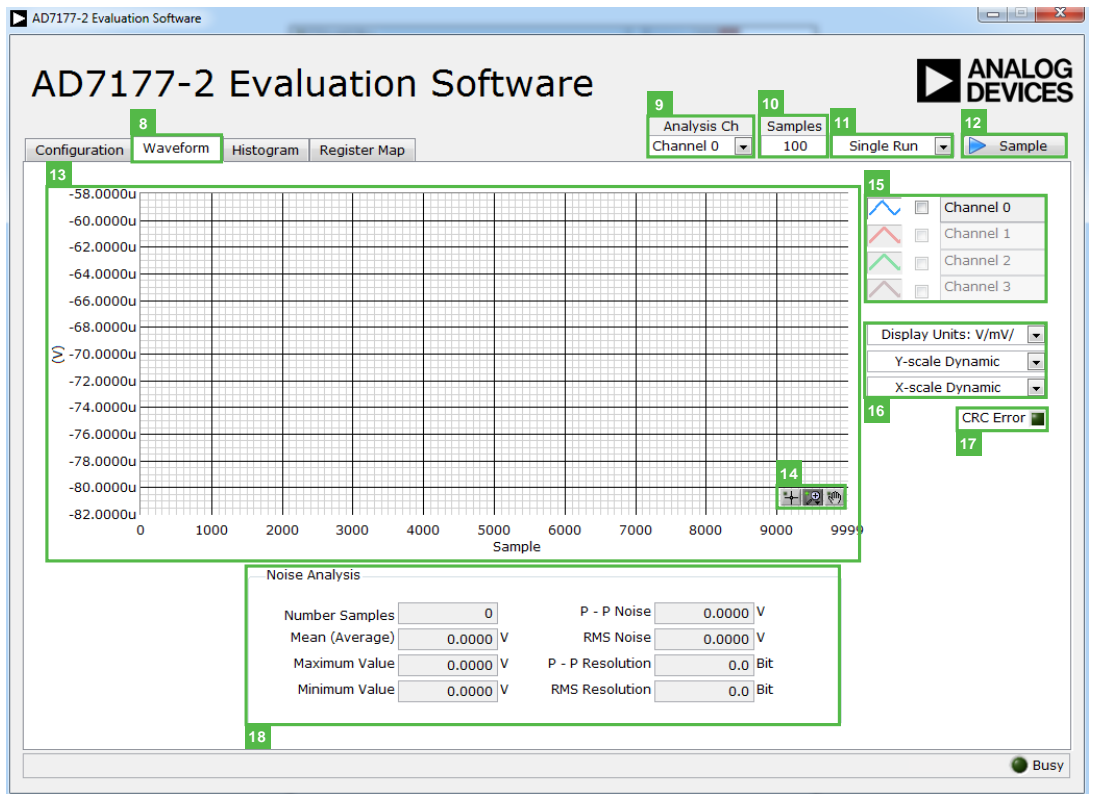 AD7177-2 Evaluation Software
AD7177-2 Evaluation Software
ANALOG
DEVICES
8
9
10
11
12
Analysis Ch
Samples
Configuration
Waveform
Histogram
Register Map
Channel 0
100
Single Run
Sample
13
-58.0000u
-60.0000u
-62.0000u
-64.0000u
-66.0000u
-68.0000u
-70.0000u
-72.0000u
-74.0000u
-76.0000u
-78.0000u
-80.0000u
-82.0000u
(V)
14
0 1000 2000 3000 4000 5000 6000 7000 8000 9000 9999
Sample
15
Channel 0
Channel 1
Channel 2
Channel 3
Display Units: V/mV/
Y-scale Dynamic
X-scale Dynamic
16
CRC Error
17
Noise Analysis
Number Samples 0
Mean (Average) 0.0000 V
Maximum Value 0.0000 V
Minimum Value 0.0000 V
P - P Noise 0.0000 V
RMS Noise 0.0000 V
P - P Resolution 0.0 Bit
RMS Resolution 0.0 Bit
18
Busy